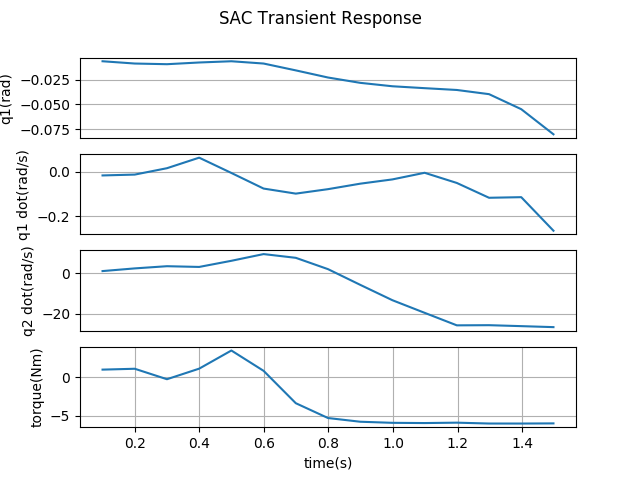 SAC Transient Response
q1(rad)
−0.025
−0.050
−0.075
q1 dot(rad/s)
0.0
−0.2
q2 dot(rad/s)
0
−20
torque(Nm)
0
−5
0.2 0.4 0.6 0.8 1.0 1.2 1.4
time(s)